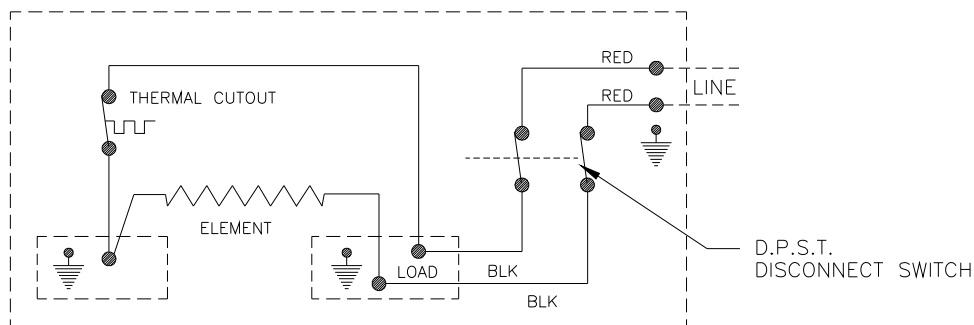 RED
THERMAL CUTOUT
RED
LINE
ELEMENT
LOAD
BLK
BLK
D.P.S.T.
DISCONNECT SWITCH